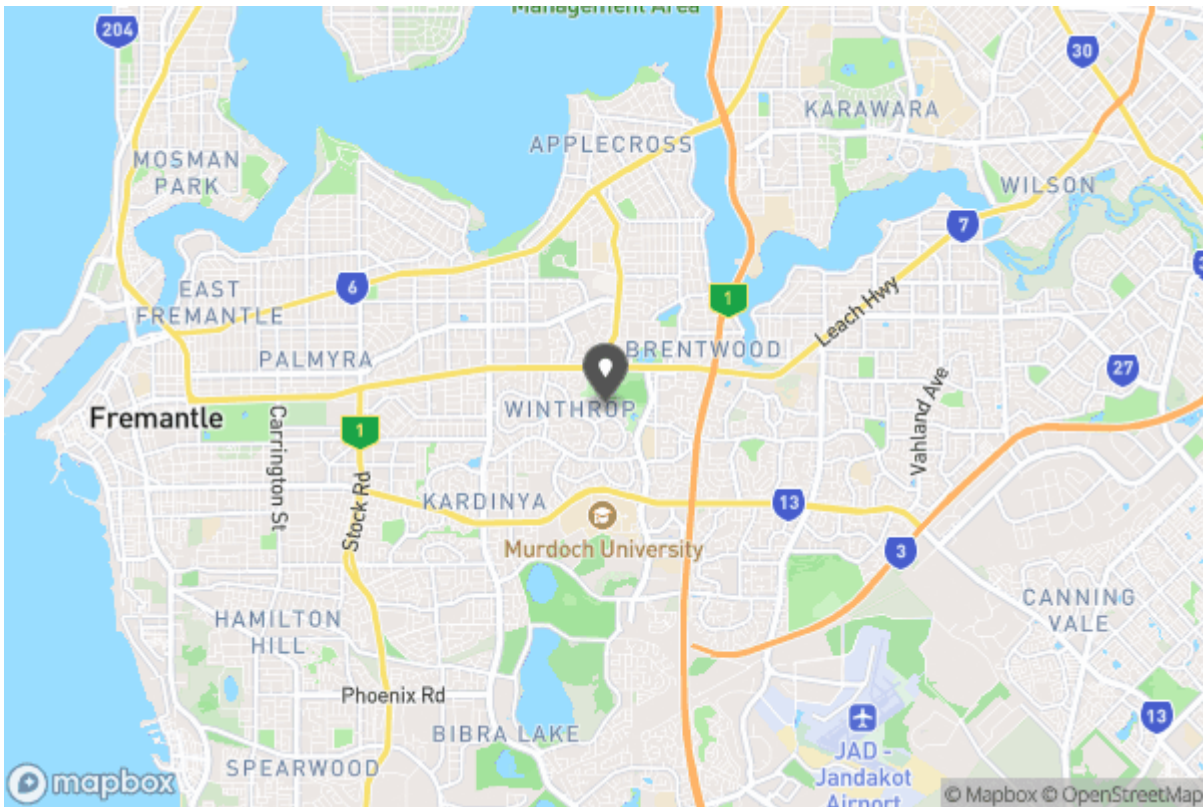 Management Area
204
30
KARAWARA
APPLECROSS
MOSMAN
PARK
WILSON
7
EAST
FREMANTLE
6
1
Leach Hwy
PALMYRA
BRENTWOOD
27
Fremantle
WINTHROP
1
Carrington St
Vahland Ave
Stock Rd
KARDINYA
13
Murdoch University
3
HAMILTON
HILL
CANNING
VALE
Phoenix Rd
BIBRA LAKE
13
SPEARWOOD
JAD -
Jandakot
Airport
mapbox
© Mapbox © OpenStreetMap